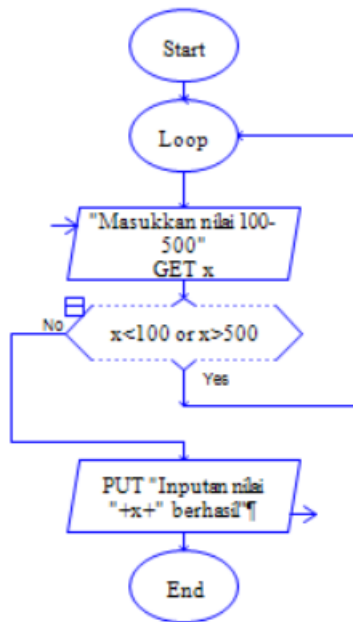 Start
Loop
"Masukkan nilai 100-
500"
GET x
No
x<100 or x>500
Yes
PUT "Inputan nilai
"+x+" berhasil"¶
End